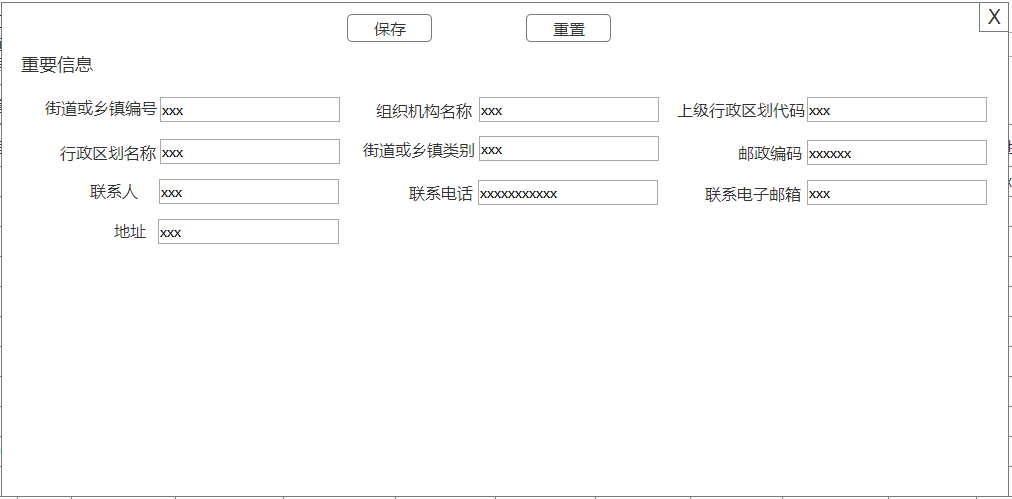 X
保存 重置
重要信息
街道或乡镇编号 xxx 组织机构名称 xxx 上级行政区划代码 xxx
行政区划名称 xxx 街道或乡镇类别 xxx 邮政编码 xxxxxx
联系人 xxx 联系电话 xxxxxxxxxxx 联系电子邮箱 xxx
地址 xxx